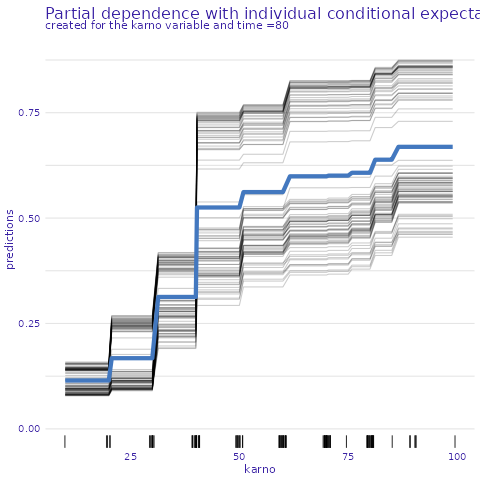 Partial dependence with individual conditional expecta
created for the karno variable and time =80
predictions
0.75
0.50
0.25
0.00
25 50 75 100
karno